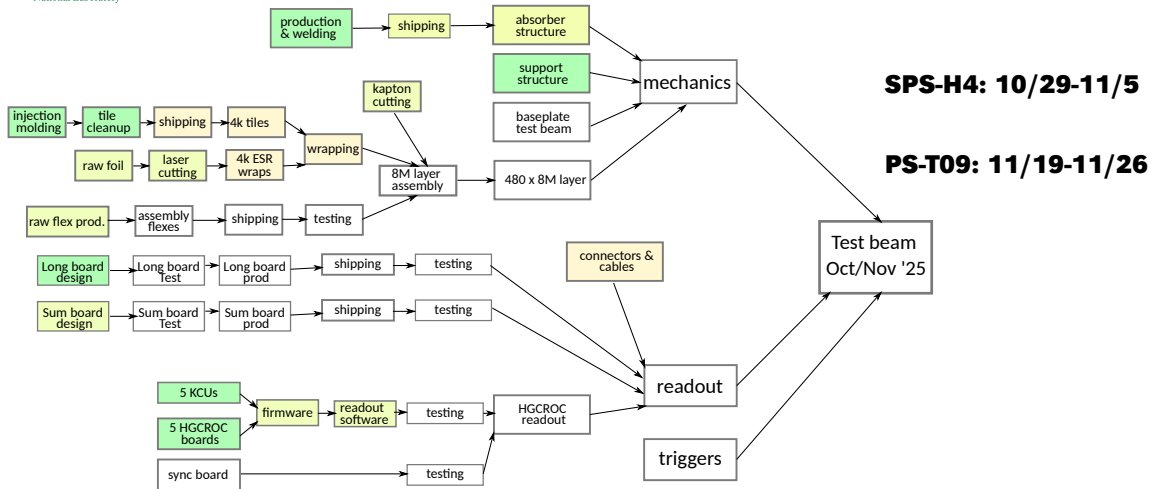 National Laboratory
production
& welding
shipping
absorber
structure
support
structure
baseplate
test beam
mechanics
SPS-H4: 10/29-11/5
PS-T09: 11/19-11/26
kapton
cutting
injection
molding
tile
cleanup
shipping
4k tiles
wrapping
raw foil
laser
cutting
4k ESR
wraps
8M layer
assembly
480 x 8M layer
raw flex prod.
assembly
flexes
shipping
testing
Test beam
Oct/Nov '25
connectors &
cables
Long board
design
Long board
Test
Long board
prod
shipping
testing
Sum board
design
Sum board
Test
Sum board
prod
shipping
testing
readout
5 KCUs
5 HGCROC
boards
firmware
readout
software
testing
HGCROC
readout
sync board
testing
triggers